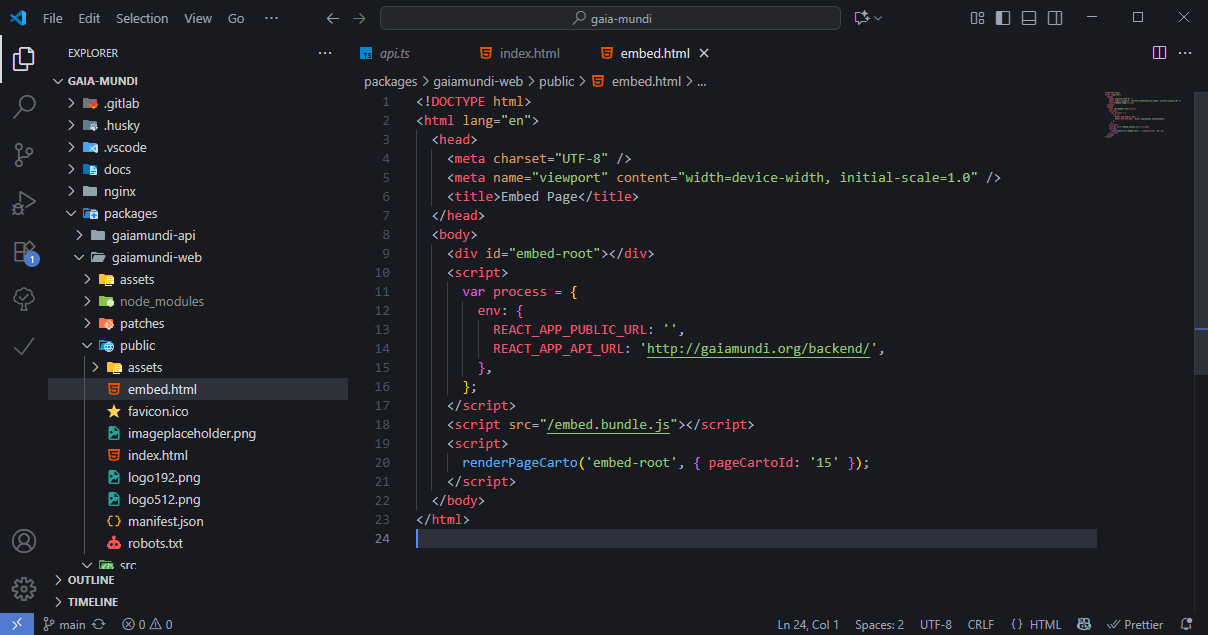 File Edit Selection View Go ··· gaia-mundi
EXPLORER ···
GAIA-MUNDI
.gitlab
.husky
.vscode
docs
nginx
packages
gaiamundi-api
gaiamundi-web
assets
node_modules
patches
public
assets
embed.html
favicon.ico
imageplaceholder.png
index.html
logo192.png
logo512.png
manifest.json
robots.txt
src
OUTLINE
TIMELINE
1
TS api.ts index.html embed.html ···
packages > gaiamundi-web > public > embed.html > ...
1 <!DOCTYPE html>
2 <html lang="en">
3 <head>
4 <meta charset="UTF-8" />
5 <meta name="viewport" content="width=device-width, initial-scale=1.0" />
6 <title>Embed Page</title>
7 </head>
8 <body>
9 <div id="embed-root"></div>
10 <script>
11 var process = {
12 env: {
13 REACT_APP_PUBLIC_URL: '',
14 REACT_APP_API_URL: 'http://gaiamundi.org/backend/',
15 },
16 };
17 </script>
18 <script src="/embed.bundle.js"></script>
19 <script>
20 renderPageCarto('embed-root', { pageCartoId: '15' });
21 </script>
22 </body>
23 </html>
24
main 0 0 Ln 24, Col 1 Spaces: 2 UTF-8 CRLF {} HTML Prettier